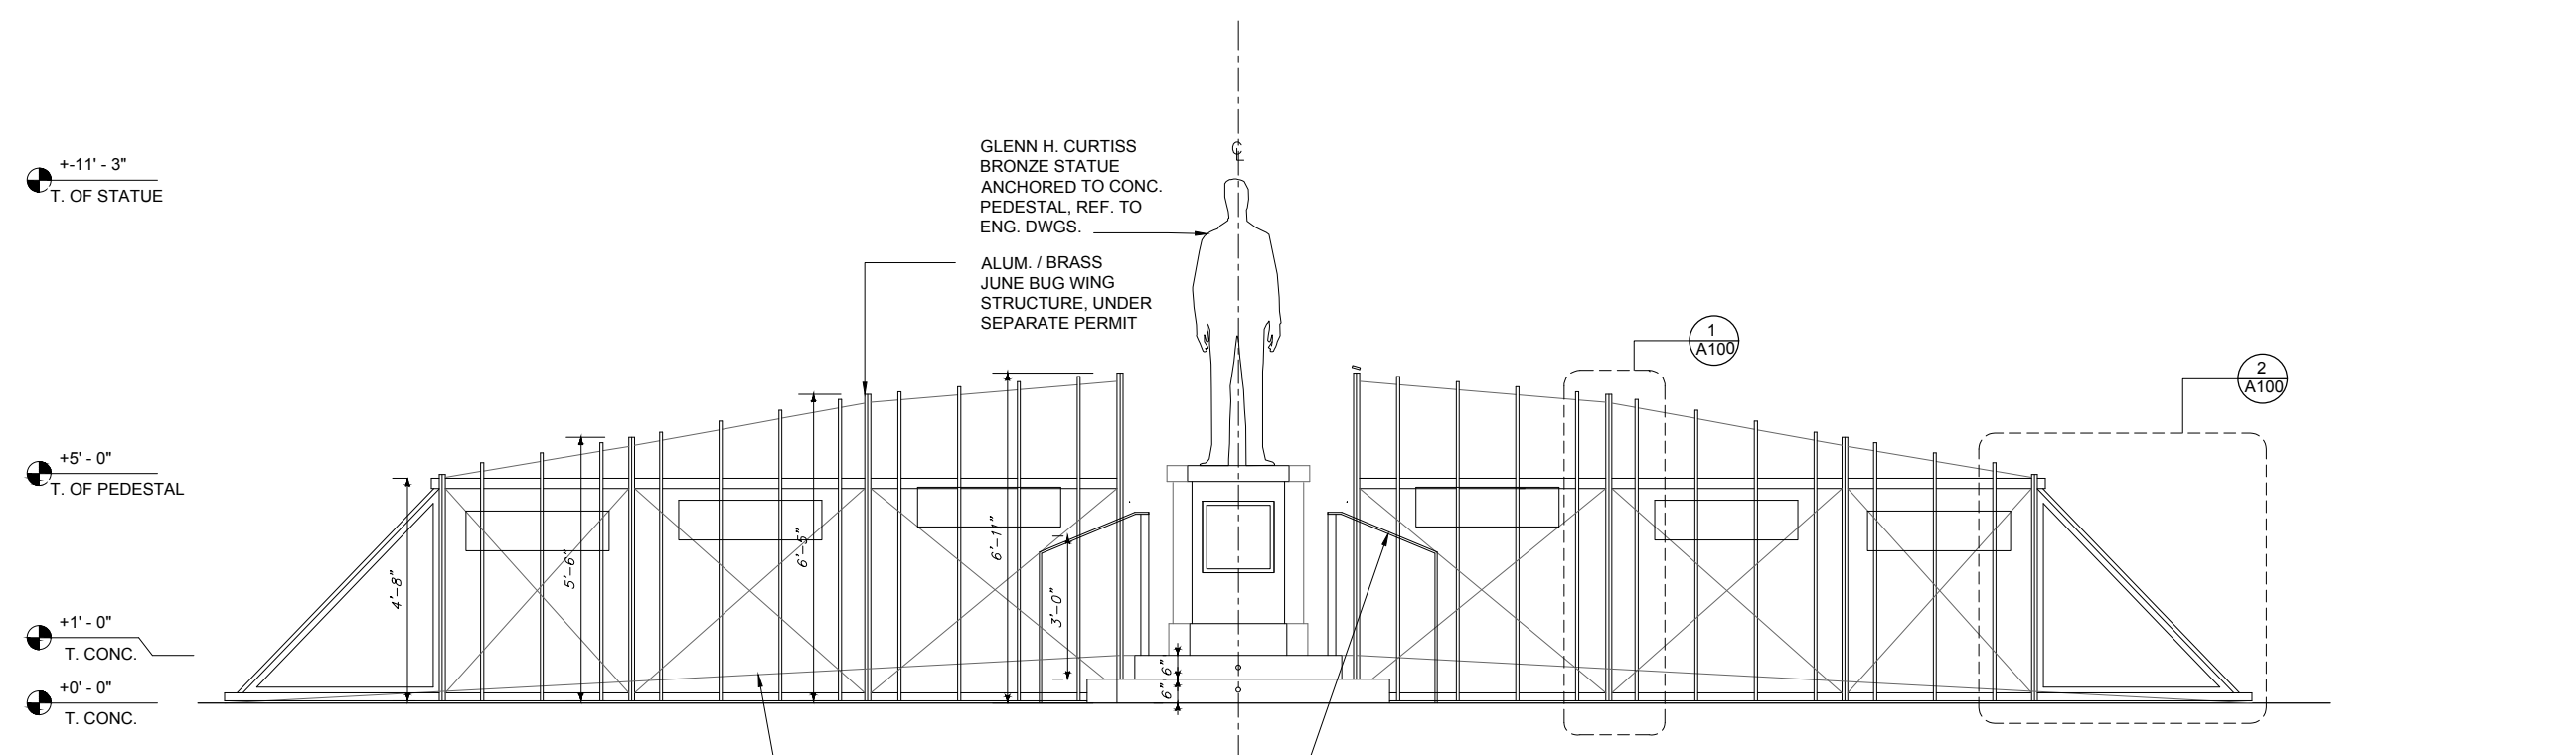 +-11' - 3"
T. OF STATUE
+5' - 0"
T. OF PEDESTAL
+1' - 0"
T. CONC.
+0' - 0"
T. CONC.
GLENN H. CURTISS
BRONZE STATUE
ANCHORED TO CONC.
PEDESTAL, REF. TO
ENG. DWGS.
ALUM. / BRASS
JUNE BUG WING
STRUCTURE, UNDER
SEPARATE PERMIT
℄
4'-8"
5'-6"
6'-5"
6'-11"
3'-0"
6"
6"
1
A100
2
A100